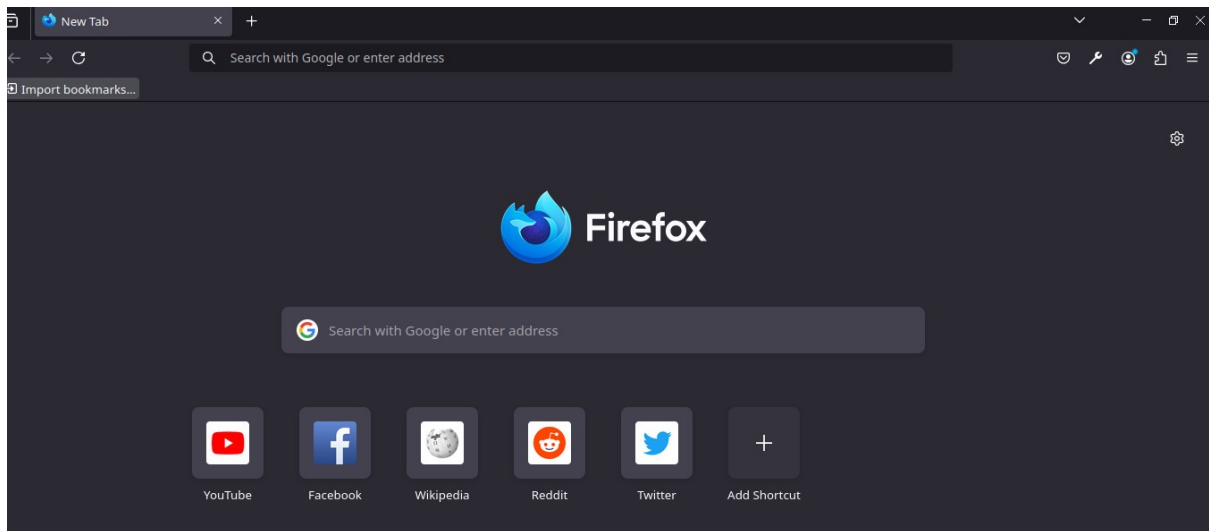 New Tab
Search with Google or enter address
Import bookmarks...
Firefox
Search with Google or enter address
YouTube Facebook Wikipedia Reddit Twitter Add Shortcut